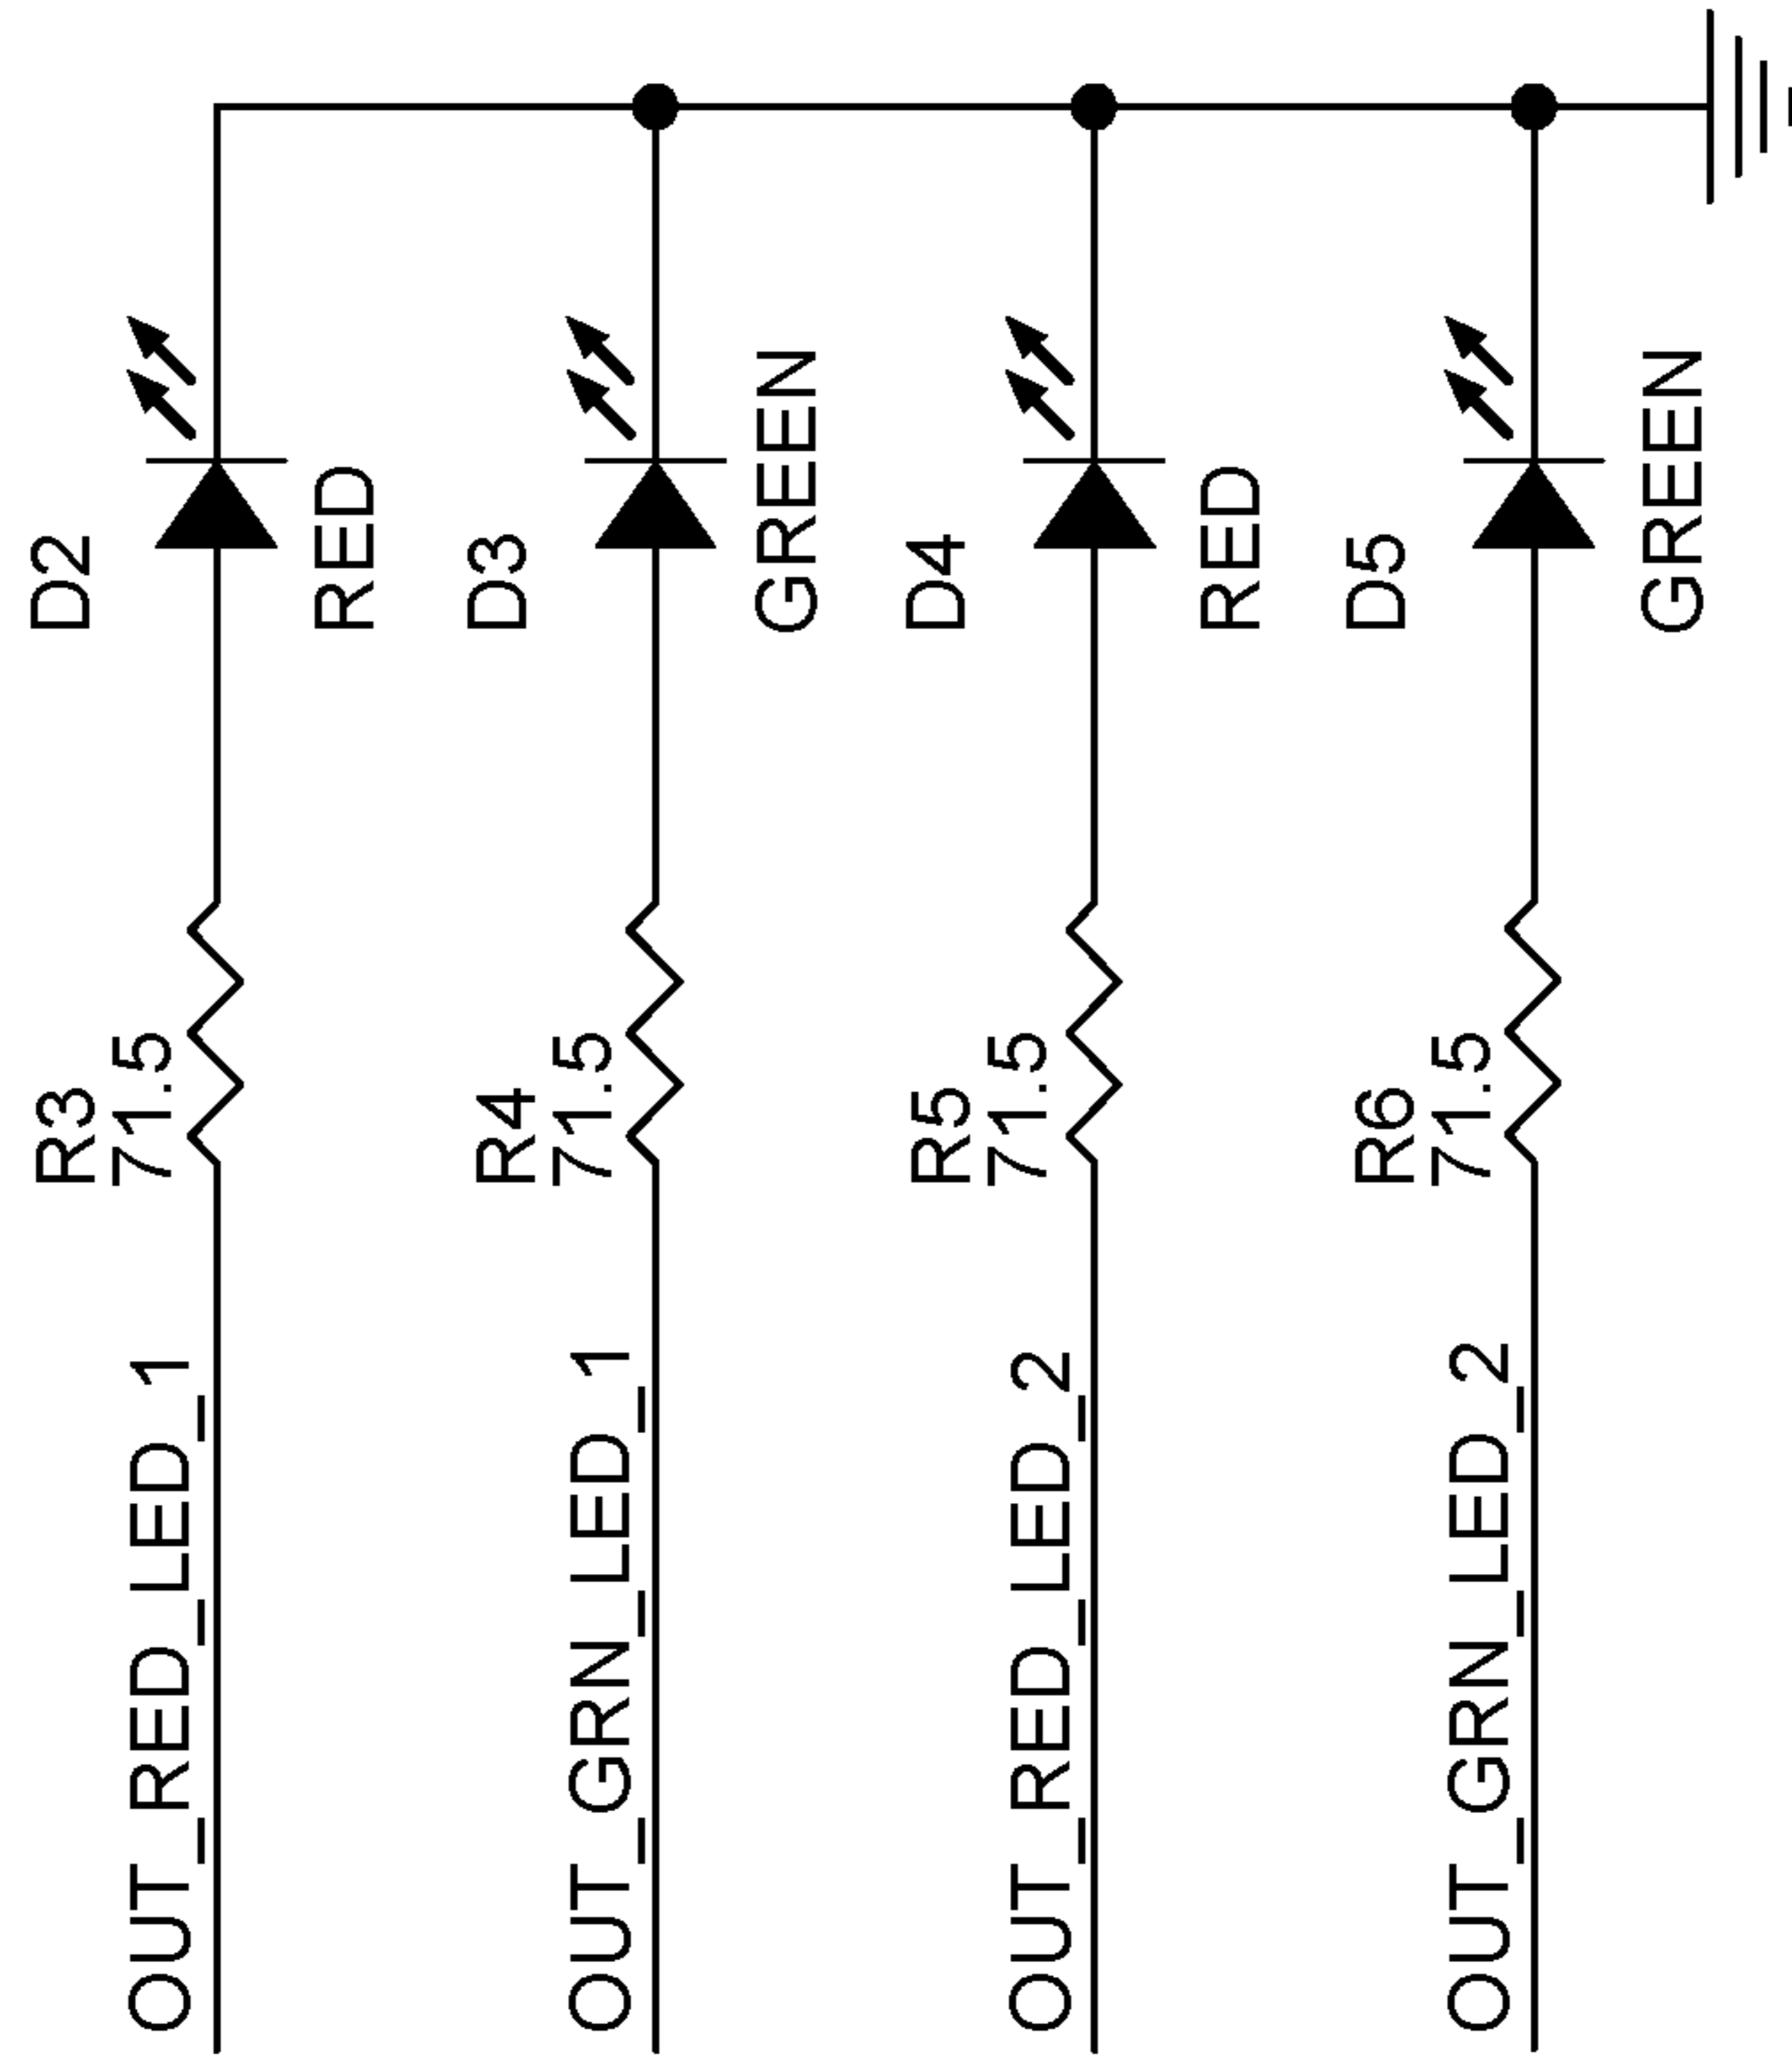 OUT_RED_LED_1
R3
71.5
D2
RED
OUT_GRN_LED_1
R4
71.5
D3
GREEN
OUT_RED_LED_2
R5
71.5
D4
RED
OUT_GRN_LED_2
R6
71.5
D5
GREEN